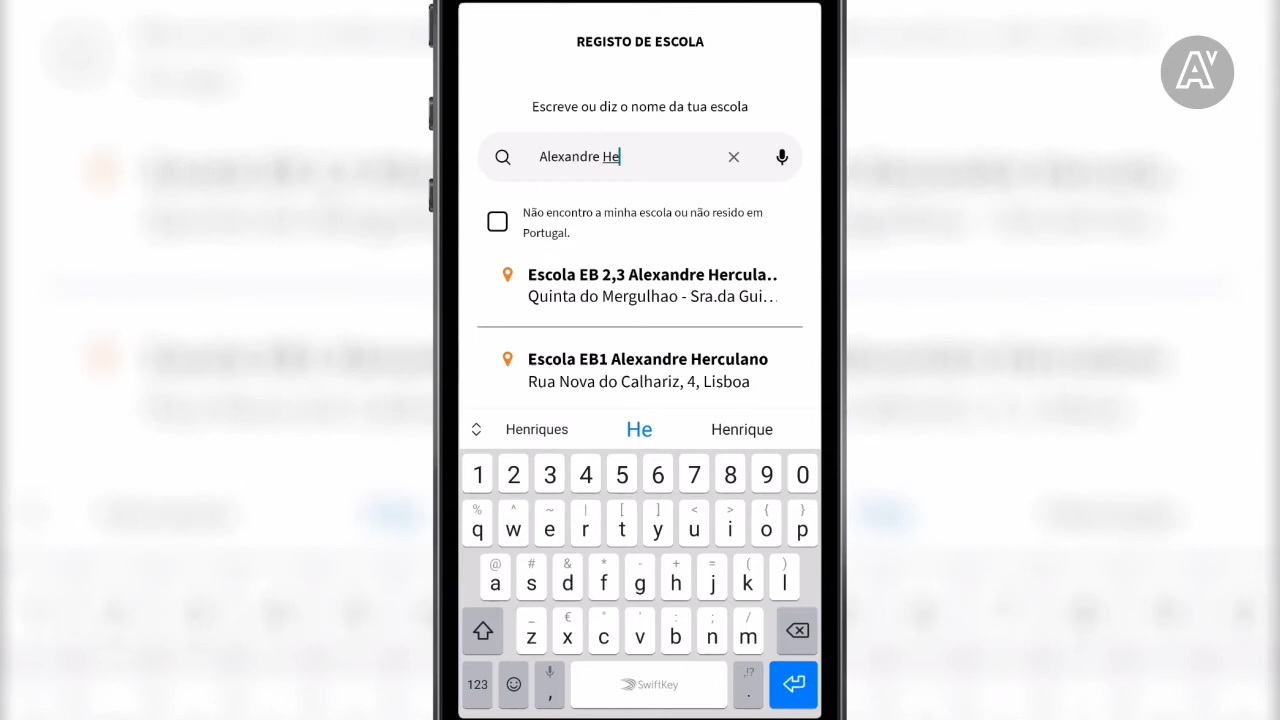 REGISTO DE ESCOLA
Escreve ou diz o nome da tua escola
Alexandre He
Não encontro a minha escola ou não resido em
Portugal.
Escola EB 2,3 Alexandre Hercula..
Quinta do Mergulhao - Sra.da Gui...
Escola EB1 Alexandre Herculano
Rua Nova do Calhariz, 4, Lisboa
Henriques He Henrique
1 2 3 4 5 6 7 8 9 0
% ^ ~ | [ ] < > { }
q w e r t y u i o p
@ # & * - + = ( )
a s d f g h j k l
_ € " ' : ; /
z x c v b n m
123 , SwiftKey ,!? .
AV